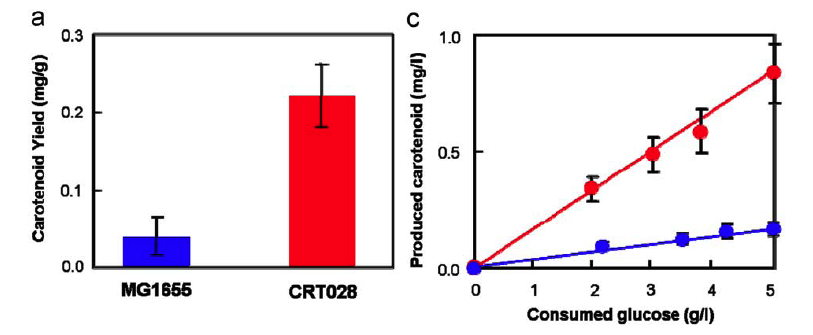 a
Carotenoid Yield (mg/g)
0.3
0.2
0.1
0.0
MG1655
CRT028
c
Produced carotenoid (mg/l)
1.0
0.5
0.0
0 1 2 3 4 5
Consumed glucose (g/l)